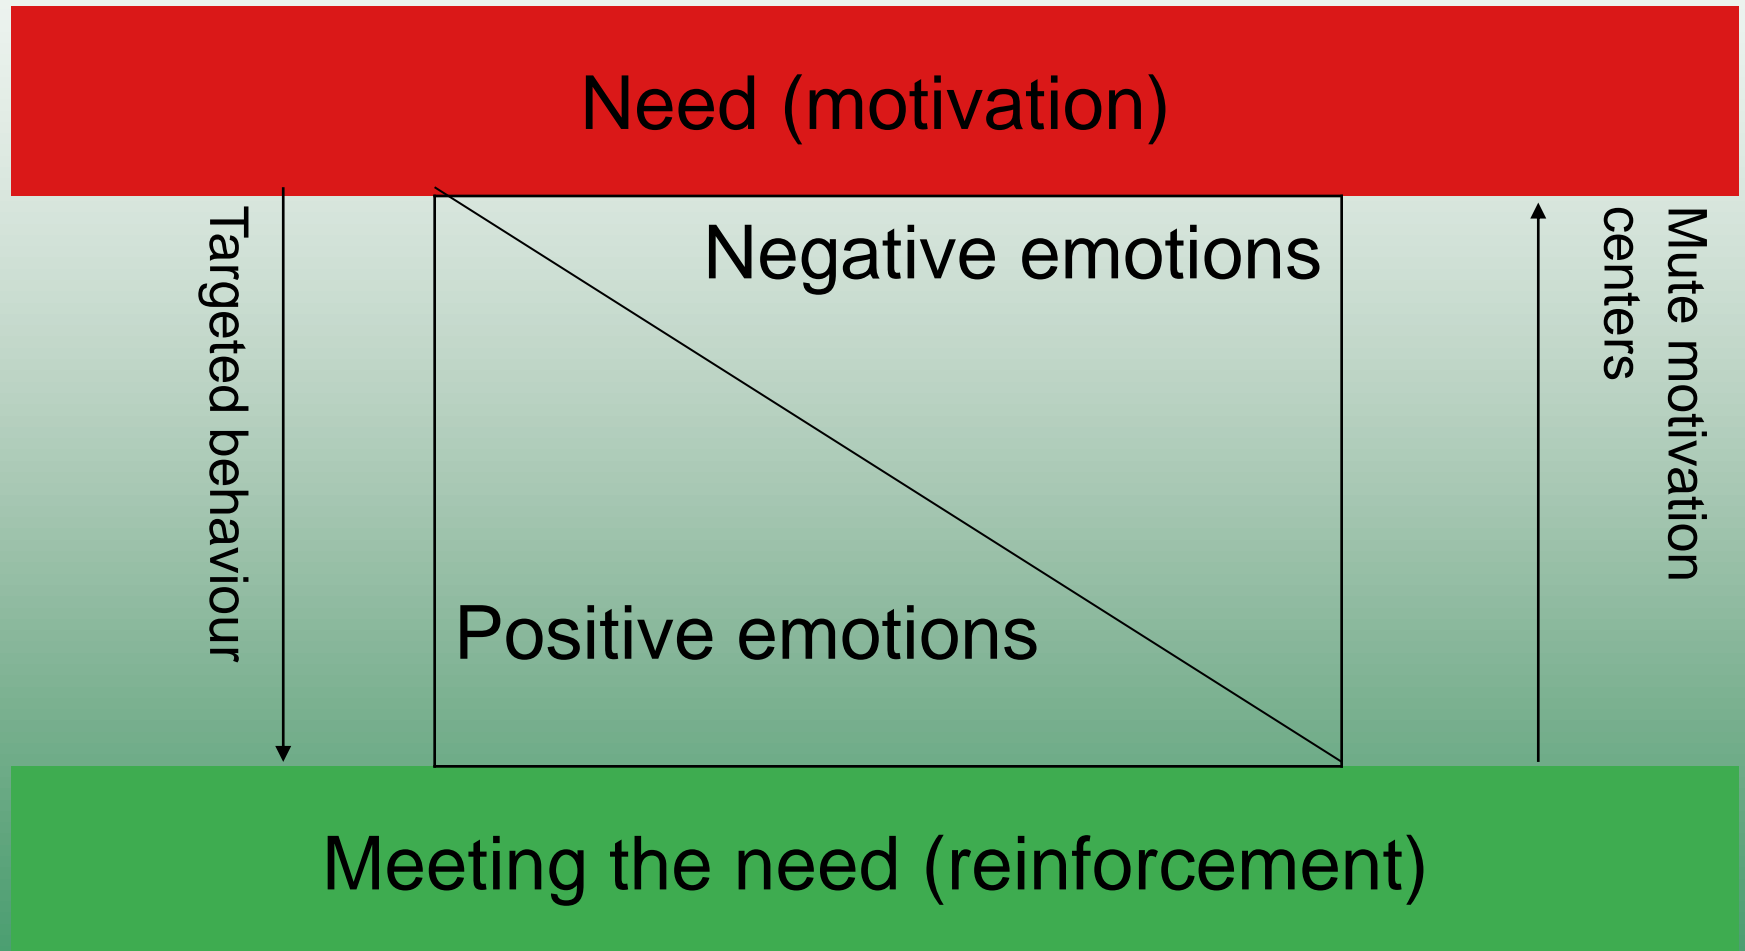 Need (motivation)
Targeted behaviour
Negative emotions
Positive emotions
Mute motivation
centers
Meeting the need (reinforcement)